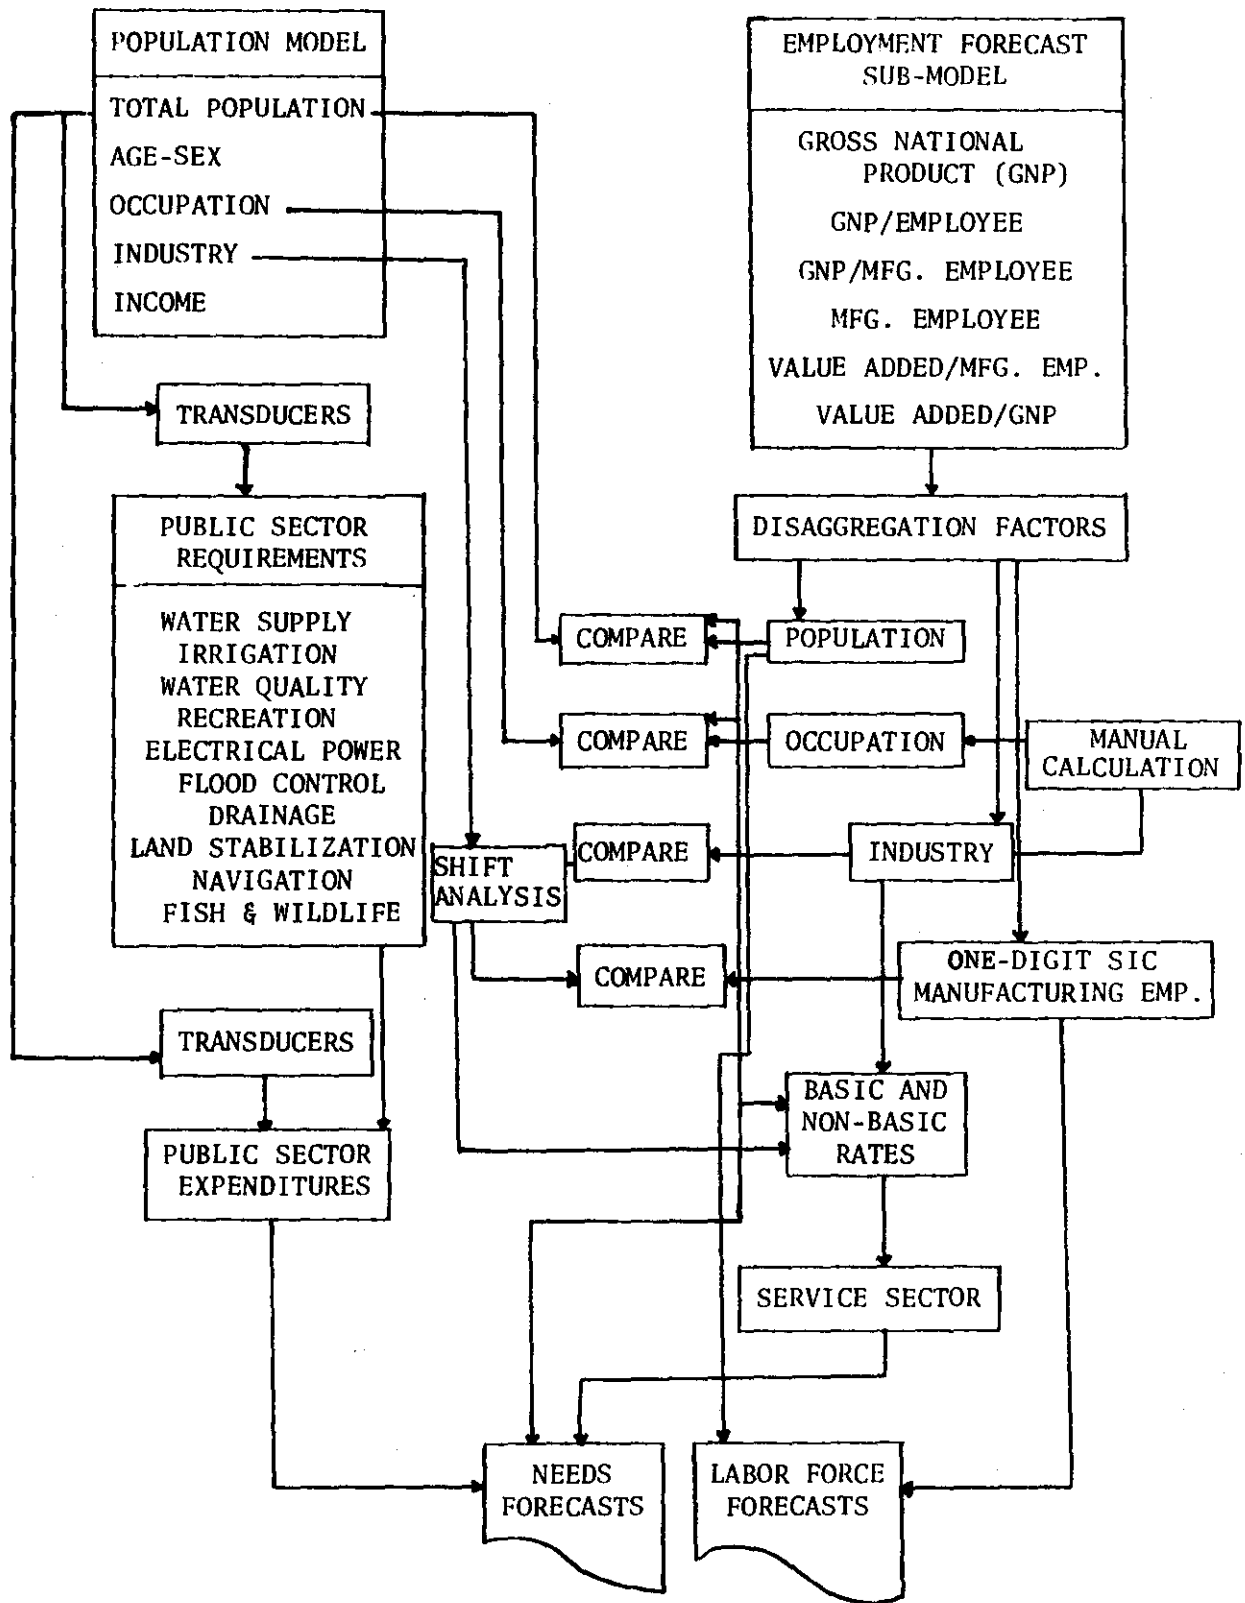 POPULATION MODEL
TOTAL POPULATION
AGE-SEX
OCCUPATION
INDUSTRY
INCOME
EMPLOYMENT FORECAST
SUB-MODEL
GROSS NATIONAL
PRODUCT (GNP)
GNP/EMPLOYEE
GNP/MFG. EMPLOYEE
MFG. EMPLOYEE
VALUE ADDED/MFG. EMP.
VALUE ADDED/GNP
TRANSDUCERS
PUBLIC SECTOR
REQUIREMENTS
WATER SUPPLY
IRRIGATION
WATER QUALITY
RECREATION
ELECTRICAL POWER
FLOOD CONTROL
DRAINAGE
LAND STABILIZATION
NAVIGATION
FISH & WILDLIFE
DISAGGREGATION FACTORS
COMPARE
POPULATION
COMPARE
OCCUPATION
MANUAL
CALCULATION
SHIFT
ANALYSIS
COMPARE
INDUSTRY
COMPARE
ONE-DIGIT SIC
MANUFACTURING EMP.
TRANSDUCERS
BASIC AND
NON-BASIC
RATES
PUBLIC SECTOR
EXPENDITURES
SERVICE SECTOR
NEEDS
FORECASTS
LABOR FORCE
FORECASTS